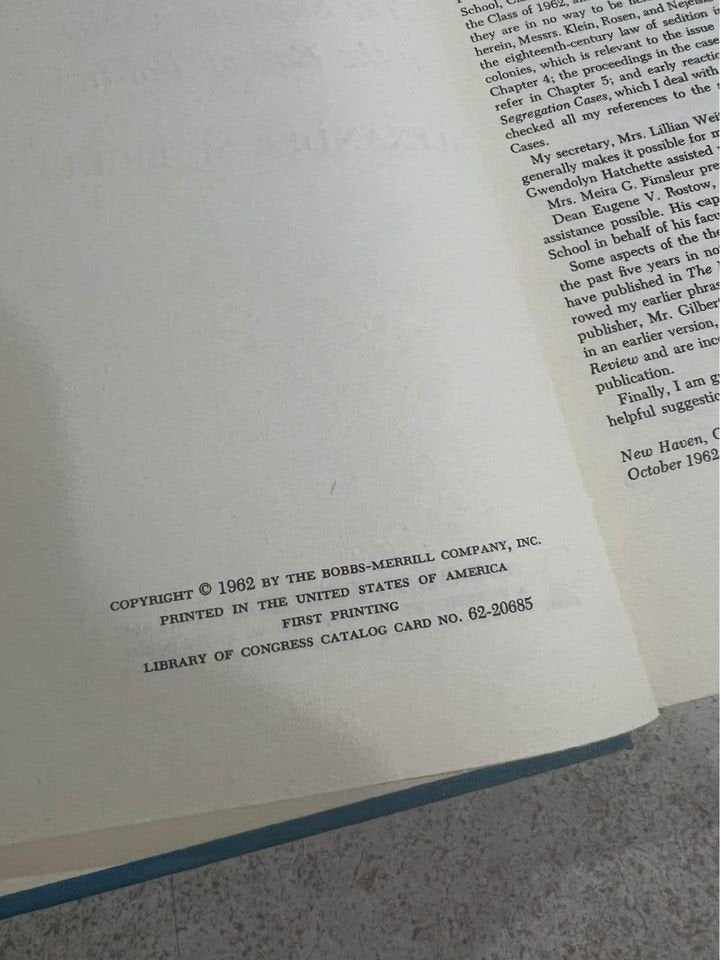 COPYRIGHT © 1962 BY THE BOBBS-MERRILL COMPANY, INC.
PRINTED IN THE UNITED STATES OF AMERICA
FIRST PRINTING
LIBRARY OF CONGRESS CATALOG CARD NO. 62-20685
School,
the Class of 1962,
they are in no way to be
herein, Messrs. Klein, Rosen, and
the eighteenth-century law of sedition
colonies, which is relevant to the issue
Chapter 4; the proceedings in the case
refer in Chapter 5; and early
Segregation Cases, which I deal with
checked all my references to the
Cases.
My secretary, Mrs. Lillian
generally makes it possible for
Gwendolyn Hatchette assisted
Mrs. Meira G. Pimsleur
Dean Eugene V. Rostow,
assistance possible. His
School in behalf of his
Some aspects of the
the past five years in
have published in The
rowed my earlier
publisher, Mr.
in an earlier version,
Review and are
publication.
Finally, I am
helpful
New Haven,
October 1962